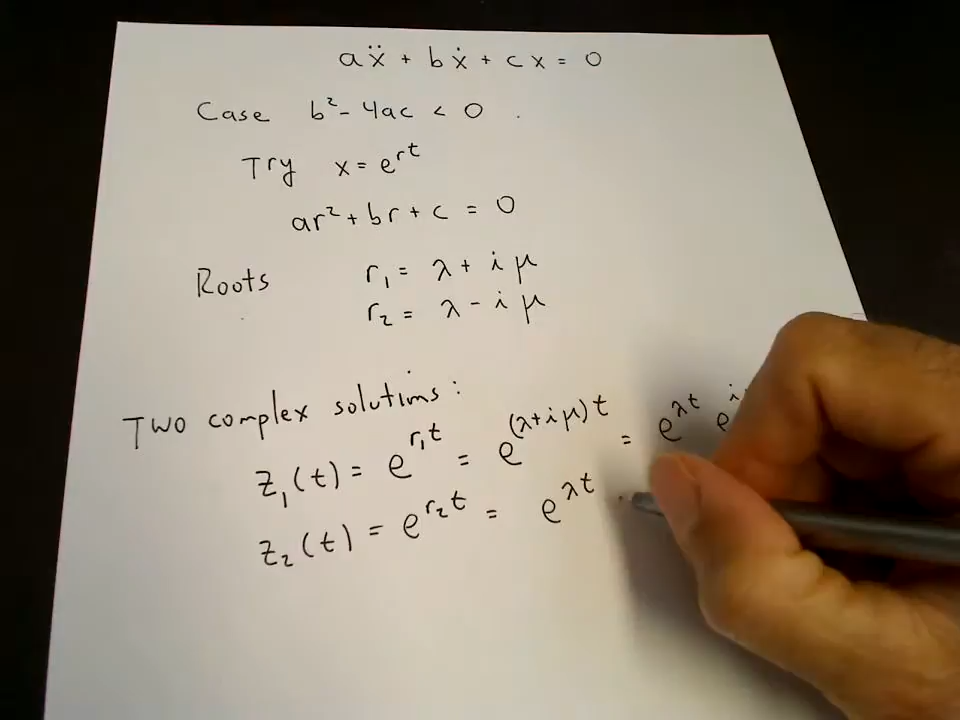 aẍ + bẋ + cx = 0
Case b² - 4ac < 0 .
Try x = e^{rt}
ar² + br + c = 0
Roots r₁ = λ + iμ
r₂ = λ - iμ
Two complex solutions:
z₁(t) = e^{r₁t} = e^{(λ+iμ)t} = e^{λt} e^{i
z₂(t) = e^{r₂t} = e^{λt}